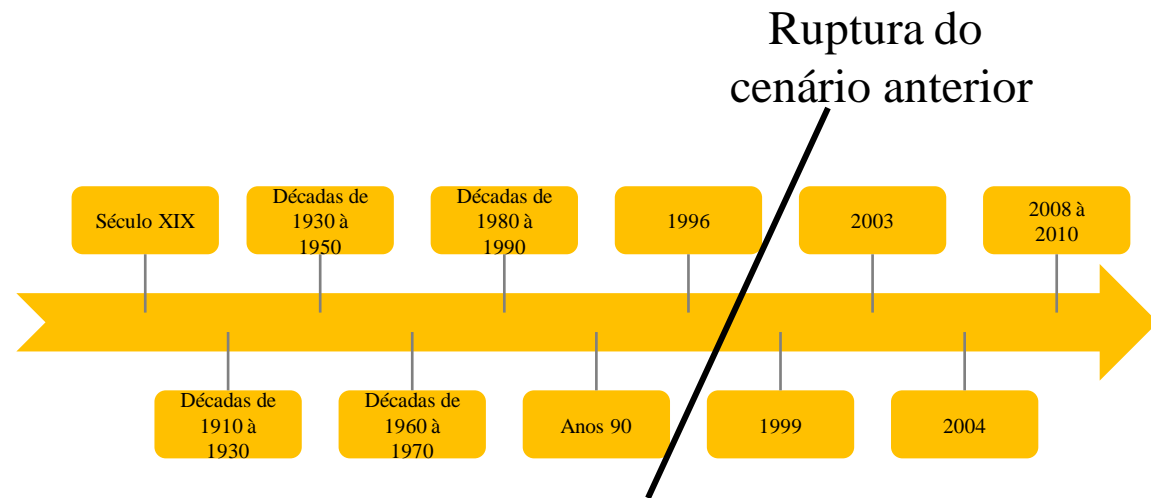 Ruptura do
cenário anterior
Século XIX
Décadas de
1930 à
1950
Décadas de
1980 à
1990
1996
2003
2008 à
2010
Décadas de
1910 à
1930
Décadas de
1960 à
1970
Anos 90
1999
2004